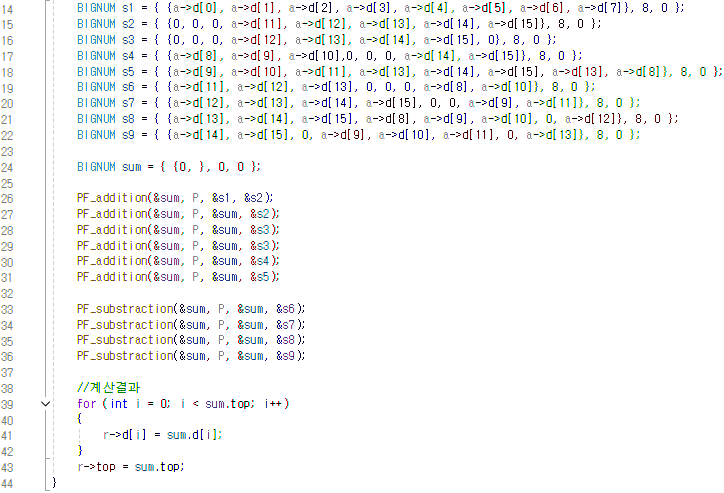 14 BIGNUM s1 = { {a->d[0], a->d[1], a->d[2], a->d[3], a->d[4], a->d[5], a->d[6], a->d[7]}, 8, 0 };
15 BIGNUM s2 = { {0, 0, 0, a->d[11], a->d[12], a->d[13], a->d[14], a->d[15]}, 8, 0 };
16 BIGNUM s3 = { {0, 0, 0, a->d[12], a->d[13], a->d[14], a->d[15], 0}, 8, 0 };
17 BIGNUM s4 = { {a->d[8], a->d[9], a->d[10],0, 0, 0, a->d[14], a->d[15]}, 8, 0 };
18 BIGNUM s5 = { {a->d[9], a->d[10], a->d[11], a->d[13], a->d[14], a->d[15], a->d[13], a->d[8]}, 8, 0 };
19 BIGNUM s6 = { {a->d[11], a->d[12], a->d[13], 0, 0, 0, a->d[8], a->d[10]}, 8, 0 };
20 BIGNUM s7 = { {a->d[12], a->d[13], a->d[14], a->d[15], 0, 0, a->d[9], a->d[11]}, 8, 0 };
21 BIGNUM s8 = { {a->d[13], a->d[14], a->d[15], a->d[8], a->d[9], a->d[10], 0, a->d[12]}, 8, 0 };
22 BIGNUM s9 = { {a->d[14], a->d[15], 0, a->d[9], a->d[10], a->d[11], 0, a->d[13]}, 8, 0 };
23
24 BIGNUM sum = { {0, }, 0, 0 };
25
26 PF_addition(&sum, P, &s1, &s2);
27 PF_addition(&sum, P, &sum, &s2);
28 PF_addition(&sum, P, &sum, &s3);
29 PF_addition(&sum, P, &sum, &s3);
30 PF_addition(&sum, P, &sum, &s4);
31 PF_addition(&sum, P, &sum, &s5);
32
33 PF_substraction(&sum, P, &sum, &s6);
34 PF_substraction(&sum, P, &sum, &s7);
35 PF_substraction(&sum, P, &sum, &s8);
36 PF_substraction(&sum, P, &sum, &s9);
37
38 //계산결과
39 for (int i = 0; i < sum.top; i++)
40 {
41 r->d[i] = sum.d[i];
42 }
43 r->top = sum.top;
44 }